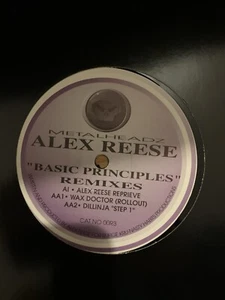 METALHEADZ
ALEX REESE
"BASIC PRINCIPLES"
REMIXES
A1 • ALEX REESE REPRIEVE
AA1 • WAX DOCTOR (ROLLOUT)
AA2 • DILLINJA "STEP 1"
CAT NO 009R